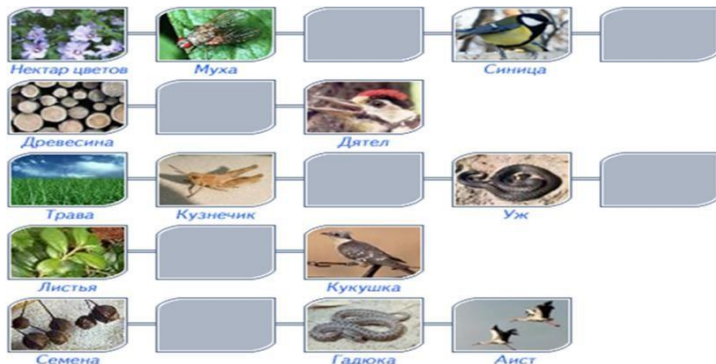 Нектар цветов Муха Синица
Древесина Дятел
Трава Кузнечик Уж
Листья Кукушка
Семена Гадюка Аист